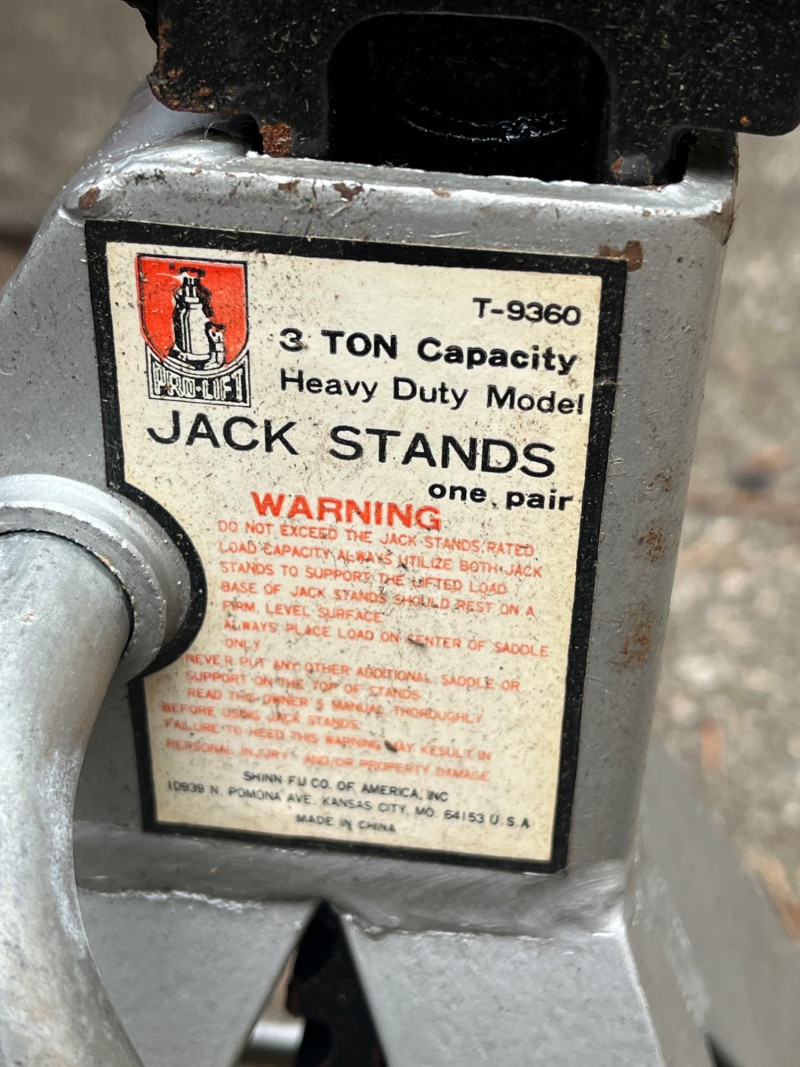 PRO-LIFT
T-9360
3 TON Capacity
Heavy Duty Model
JACK STANDS
one pair
WARNING
DO NOT EXCEED THE JACK STANDS RATED
LOAD CAPACITY ALWAYS UTILIZE BOTH JACK
STANDS TO SUPPORT THE LIFTED LOAD
BASE OF JACK STANDS SHOULD REST ON A
FIRM, LEVEL SURFACE
ALWAYS PLACE LOAD ON CENTER OF SADDLE
ONLY
NEVER PUT ANY OTHER ADDITIONAL SADDLE OR
SUPPORT ON THE TOP OF STANDS
READ THIS OWNER'S MANUAL THOROUGHLY
BEFORE USING JACK STANDS.
FAILURE TO HEED THIS WARNING MAY RESULT IN
PERSONAL INJURY AND/OR PROPERTY DAMAGE
SHINN FU CO. OF AMERICA, INC
10939 N. POMONA AVE. KANSAS CITY, MO. 64153 U.S.A
MADE IN CHINA